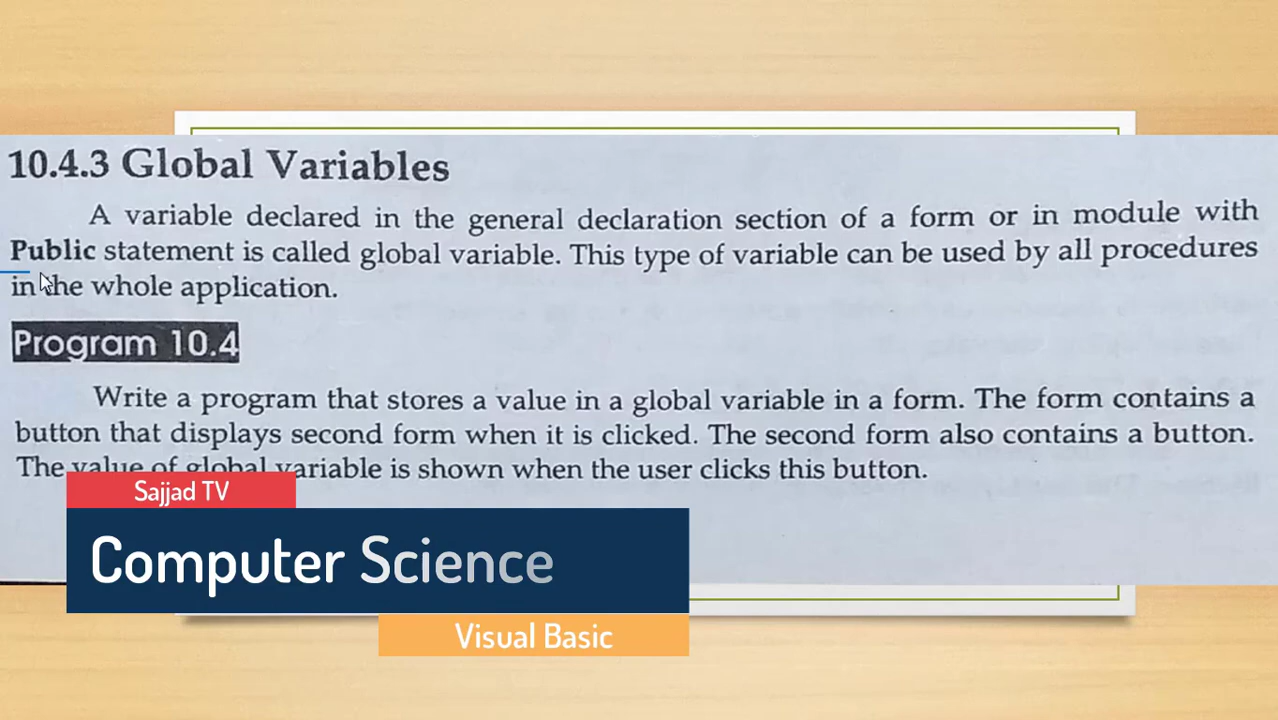 10.4.3 Global Variables
A variable declared in the general declaration section of a form or in module with
Public statement is called global variable. This type of variable can be used by all procedures
in the whole application.
Program 10.4
Write a program that stores a value in a global variable in a form. The form contains a
button that displays second form when it is clicked. The second form also contains a button.
The value of global variable is shown when the user clicks this button.
Sajjad TV
Computer Science
Visual Basic